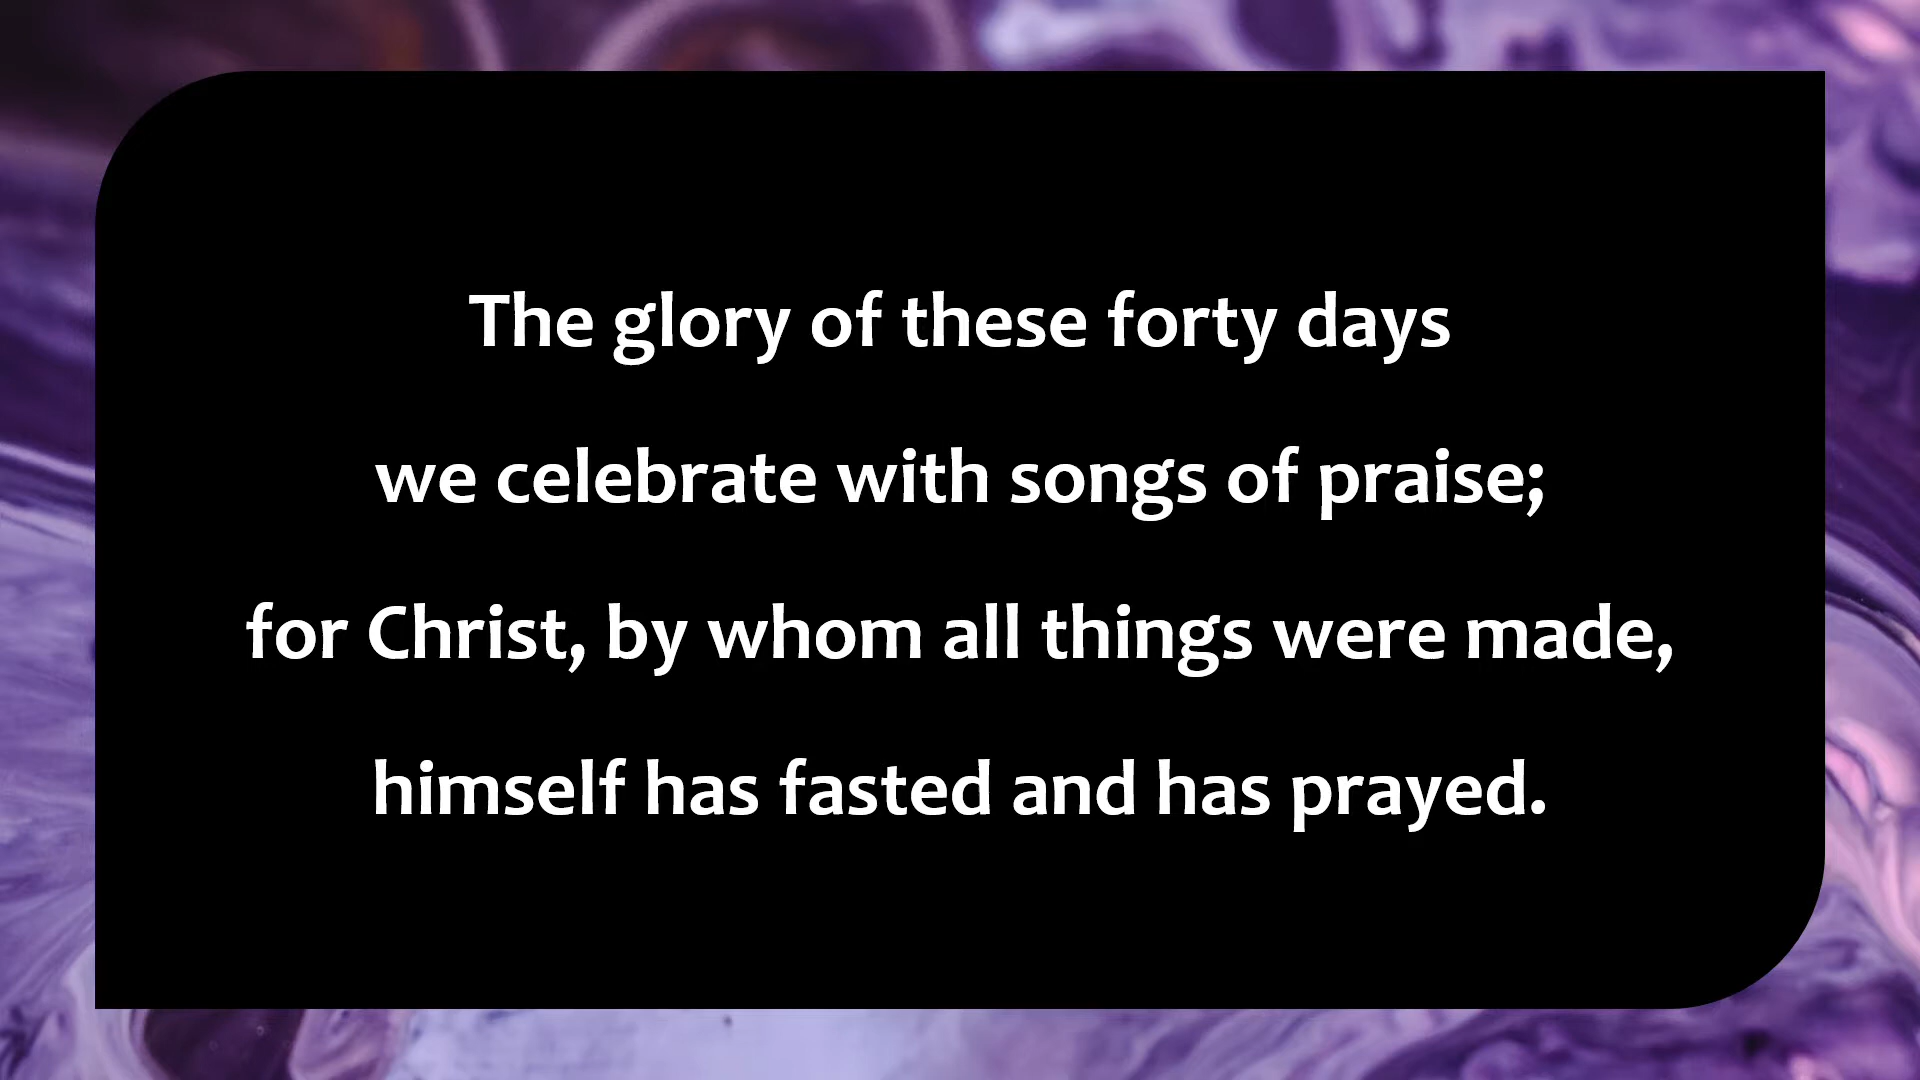 The glory of these forty days
we celebrate with songs of praise;
for Christ, by whom all things were made,
himself has fasted and has prayed.